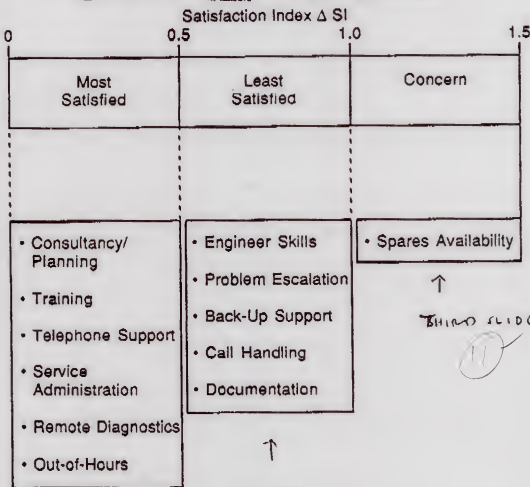 Satisfaction Index Δ SI
0 0.5 1.0 1.5
Most
Satisfied
Least
Satisfied
Concern
• Consultancy/
Planning
• Training
• Telephone Support
• Service
Administration
• Remote Diagnostics
• Out-of-Hours
• Engineer Skills
• Problem Escalation
• Back-Up Support
• Call Handling
• Documentation
• Spares Availability
↑
THIRD SLIDE
11
↑